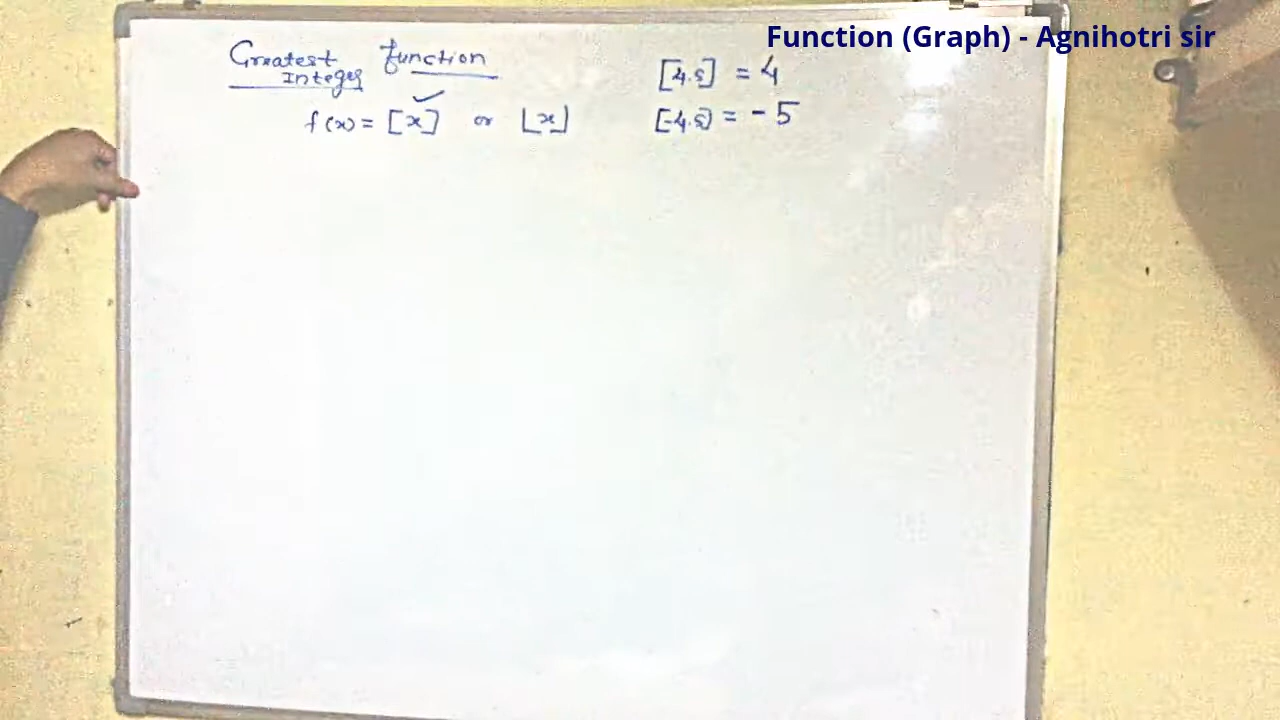 Function (Graph) - Agnihotri sir
Greatest Integer function
f(x) = [x] or ⌊x⌋
[4.5] = 4
[-4.5] = -5